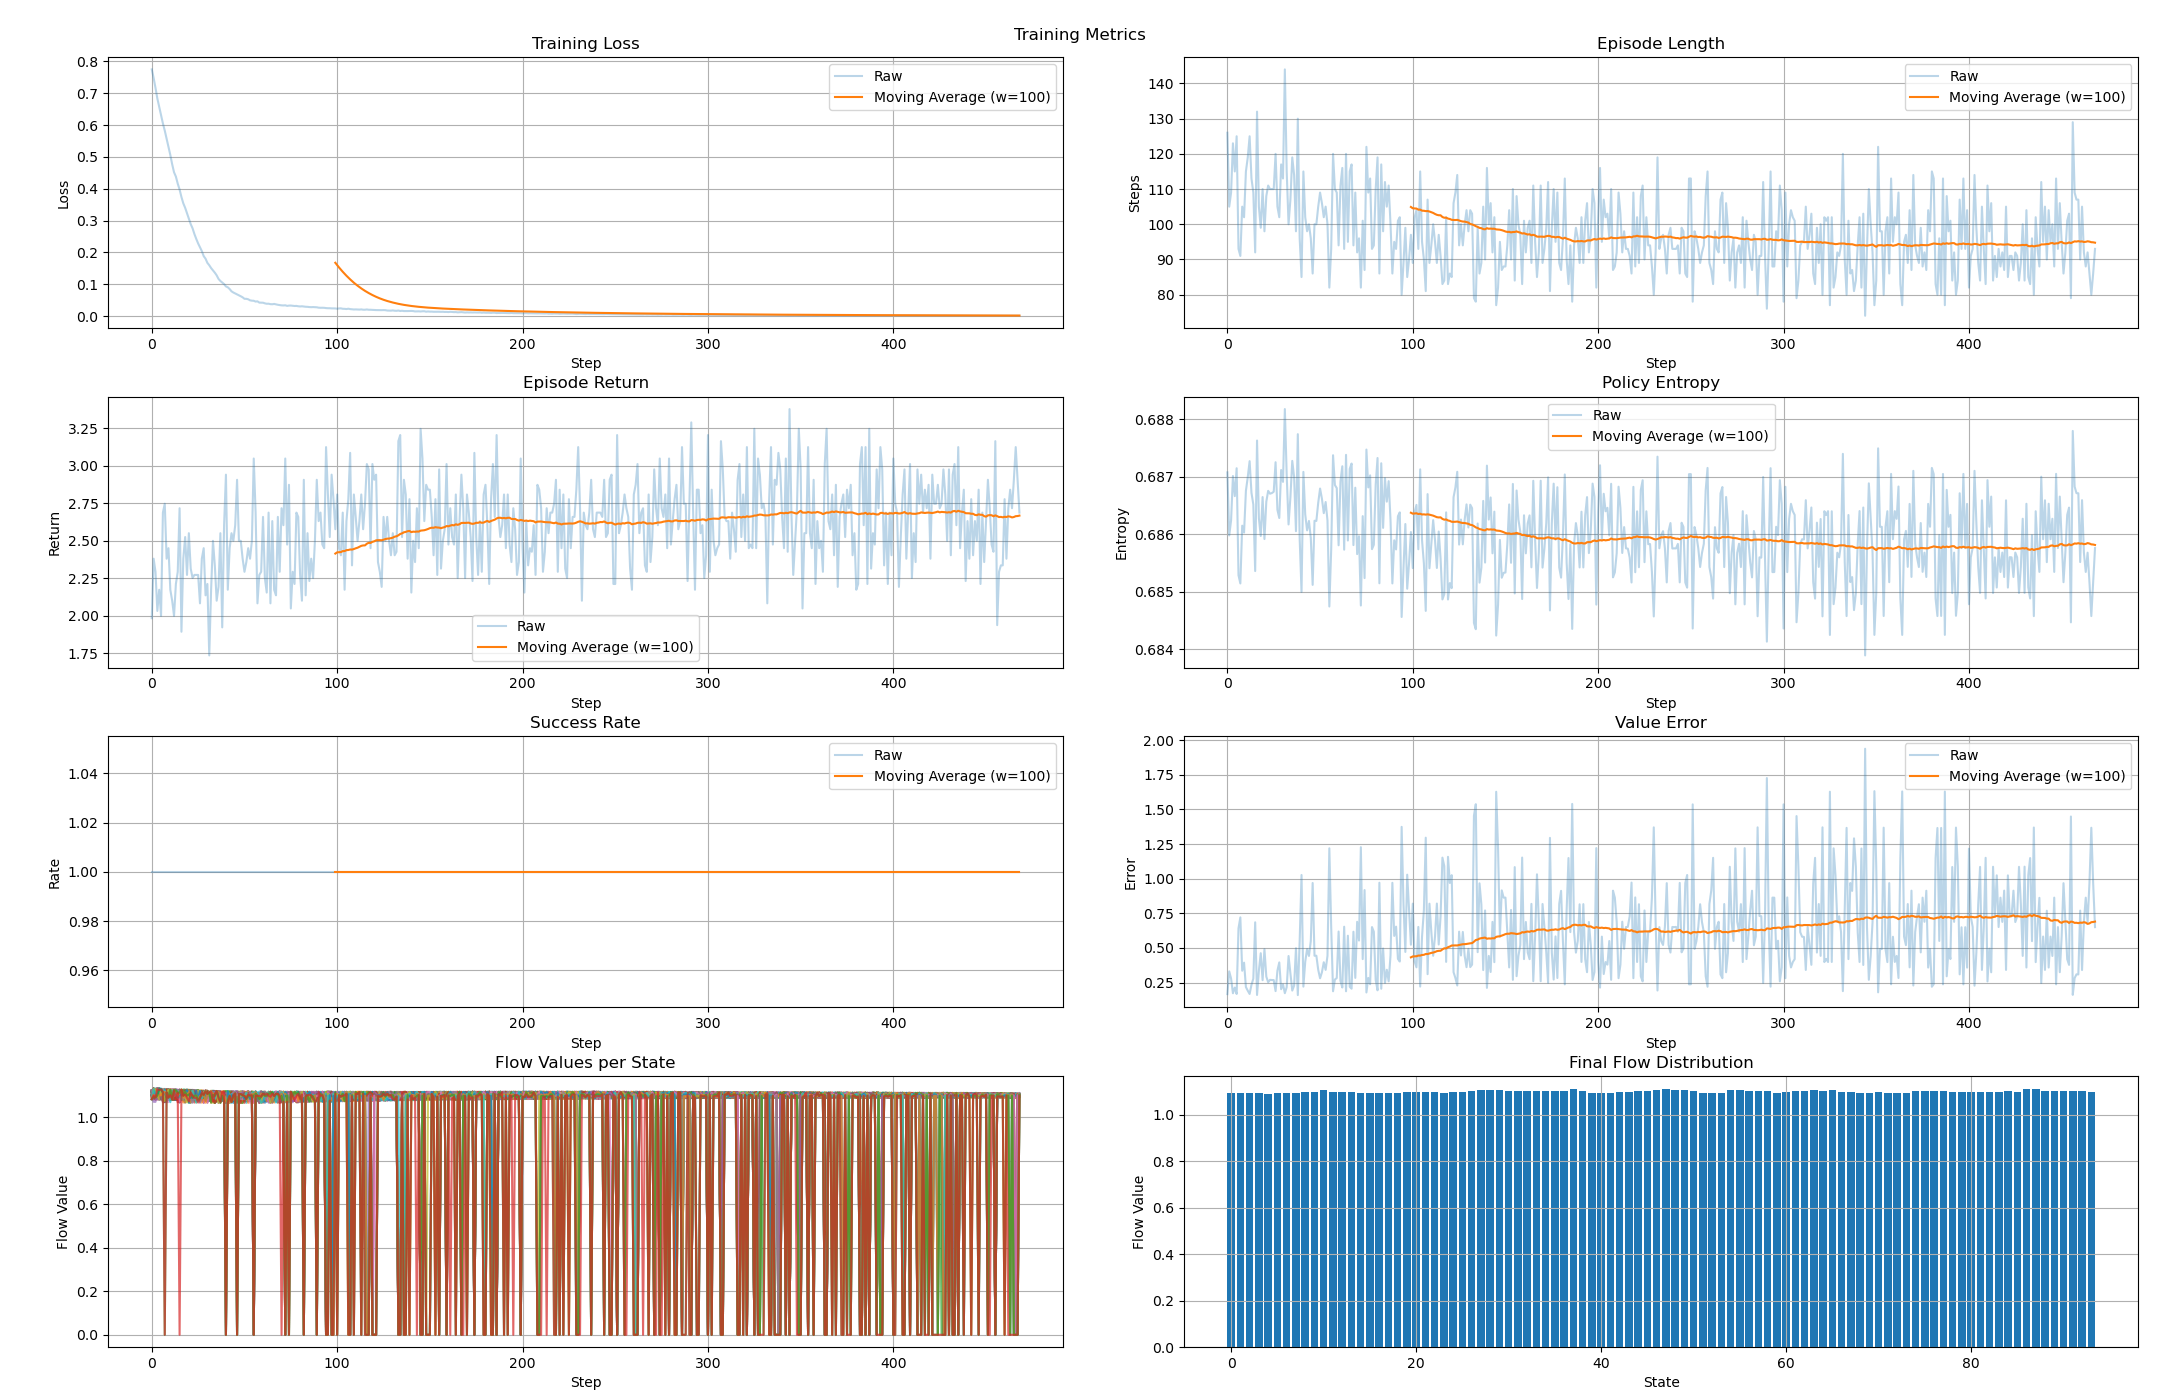 Training Metrics
Training Loss
0.8
0.7
0.6
0.5
0.4
0.3
0.2
0.1
0.0
Loss
Raw
Moving Average (w=100)
0 100 200 300 400
Step
Episode Length
140
130
120
110
100
90
80
Steps
Raw
Moving Average (w=100)
0 100 200 300 400
Step
Episode Return
3.25
3.00
2.75
2.50
2.25
2.00
1.75
Return
Raw
Moving Average (w=100)
0 100 200 300 400
Step
Policy Entropy
0.688
0.687
0.686
0.685
0.684
Entropy
Raw
Moving Average (w=100)
0 100 200 300 400
Step
Success Rate
1.04
1.02
1.00
0.98
0.96
Rate
Raw
Moving Average (w=100)
0 100 200 300 400
Step
Value Error
2.00
1.75
1.50
1.25
1.00
0.75
0.50
0.25
Error
Raw
Moving Average (w=100)
0 100 200 300 400
Step
Flow Values per State
1.0
0.8
0.6
0.4
0.2
0.0
Flow Value
0 100 200 300 400
Step
Final Flow Distribution
1.0
0.8
0.6
0.4
0.2
0.0
Flow Value
0 20 40 60 80
State